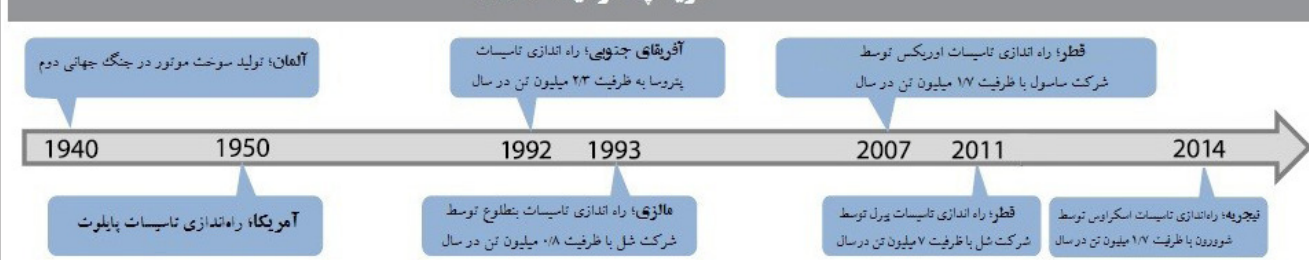 آلمان؛ تولید سوخت موتور در جنگ جهانی دوم
آفریقای جنوبی؛ راه اندازی تاسیسات
پتروسا به ظرفیت ۲/۳ میلیون تن در سال
قطر؛ راه اندازی تاسیسات اوریکس توسط
شرکت ساسول با ظرفیت ۱/۷ میلیون تن در سال
1940 1950 1992 1993 2007 2011 2014
آمریکا؛ راه‌اندازی تاسیسات پایلوت
مالزی؛ راه اندازی تاسیسات بنطلوع توسط
شرکت شل با ظرفیت ۰/۸ میلیون تن در سال
قطر؛ راه اندازی تاسیسات پیرل توسط
شرکت شل با ظرفیت ۷ میلیون تن در سال
نیجریه؛ راه‌اندازی تاسیسات اسکراوس توسط
شوورون با ظرفیت ۱/۷ میلیون تن در سال